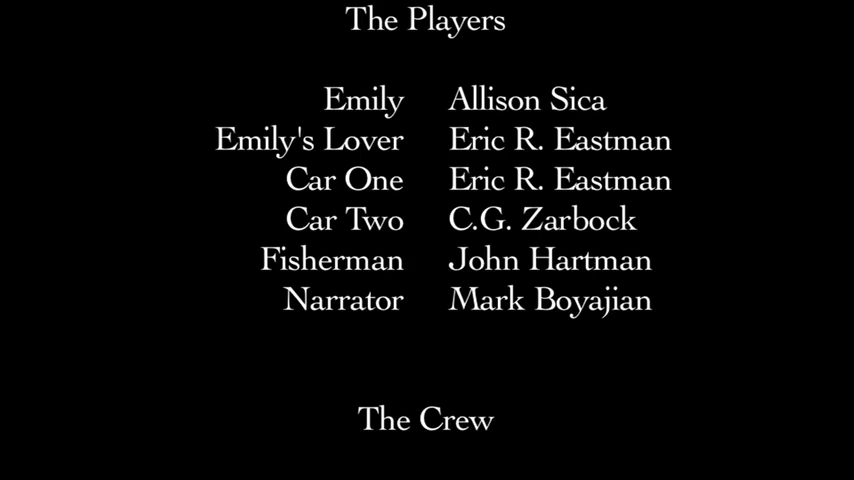 The Players
Emily Allison Sica
Emily's Lover Eric R. Eastman
Car One Eric R. Eastman
Car Two C.G. Zarbock
Fisherman John Hartman
Narrator Mark Boyajian
The Crew